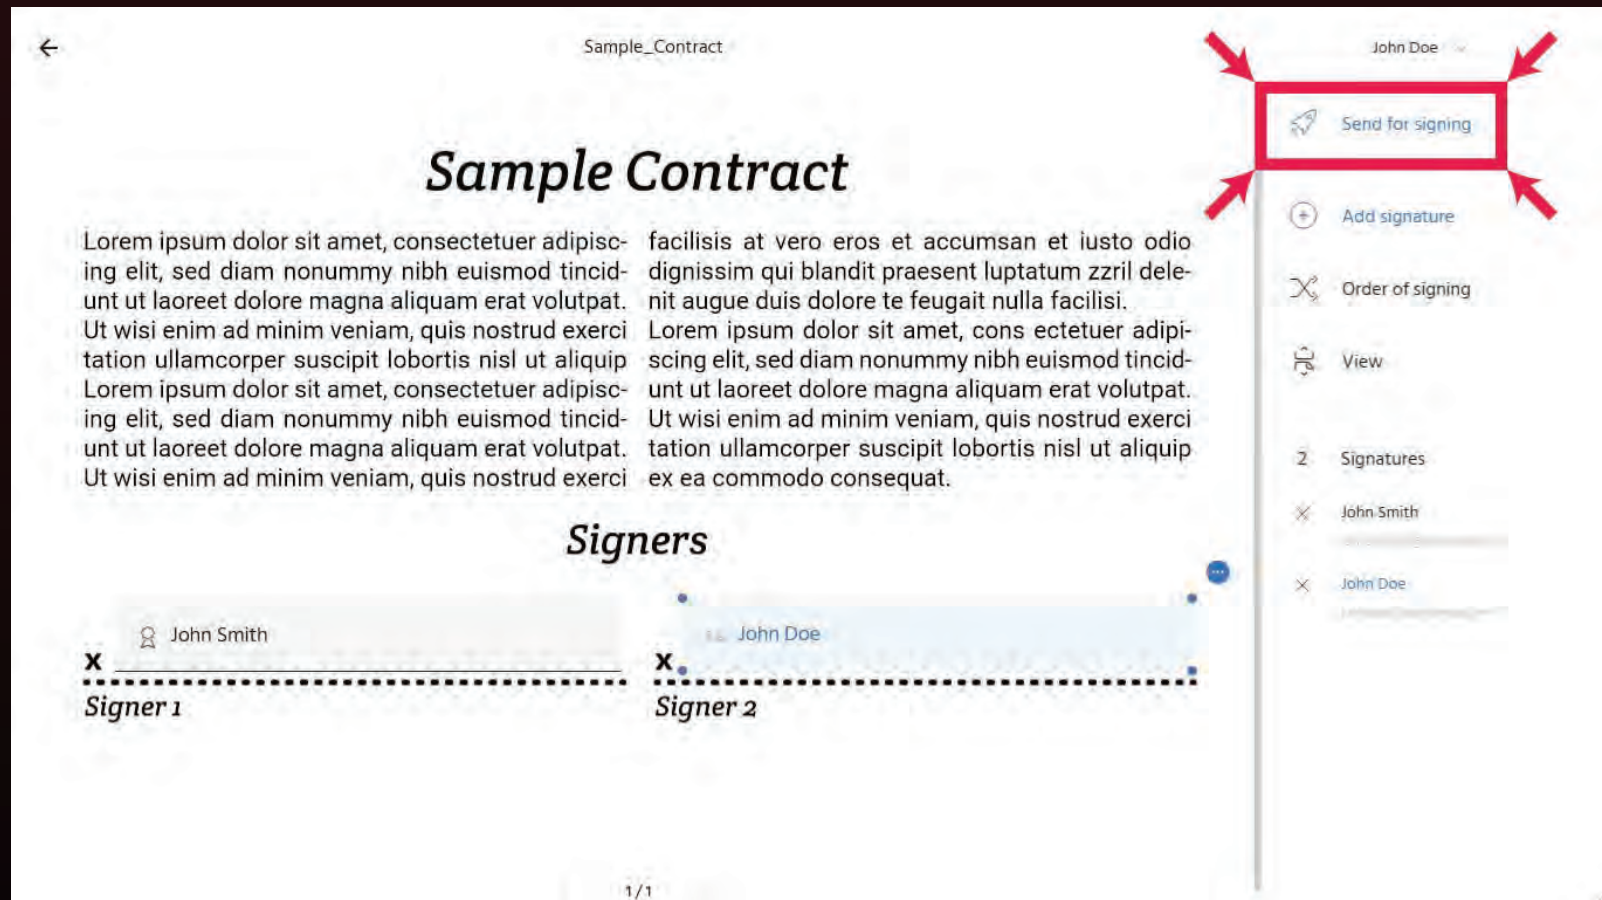 Sample_Contract
John Doe
Send for signing
Add signature
Order of signing
View
2 Signatures
John Smith
John Doe
Sample Contract
Lorem ipsum dolor sit amet, consectetuer adipisc-
ing elit, sed diam nonummy nibh euismod tincid-
unt ut laoreet dolore magna aliquam erat volutpat.
Ut wisi enim ad minim veniam, quis nostrud exerci
tation ullamcorper suscipit lobortis nisl ut aliquip
Lorem ipsum dolor sit amet, consectetuer adipisc-
ing elit, sed diam nonummy nibh euismod tincid-
unt ut laoreet dolore magna aliquam erat volutpat.
Ut wisi enim ad minim veniam, quis nostrud exerci
facilisis at vero eros et accumsan et iusto odio
dignissim qui blandit praesent luptatum zzril dele-
nit augue duis dolore te feugait nulla facilisi.
Lorem ipsum dolor sit amet, cons ectetuer adipi-
scing elit, sed diam nonummy nibh euismod tincid-
unt ut laoreet dolore magna aliquam erat volutpat.
Ut wisi enim ad minim veniam, quis nostrud exerci
tation ullamcorper suscipit lobortis nisl ut aliquip
ex ea commodo consequat.
Signers
John Smith
x
Signer 1
John Doe
x
Signer 2
1/1